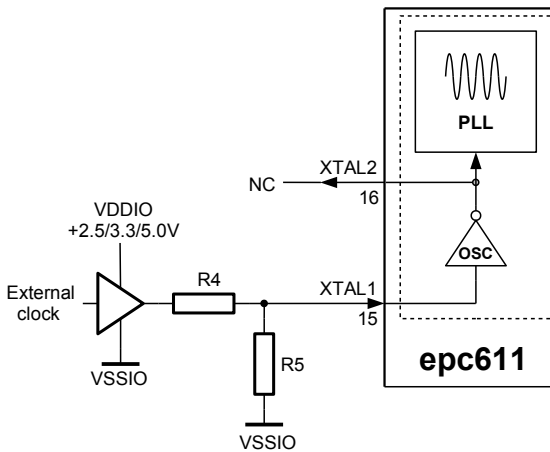 PLL
XTAL2
NC
16
VDDIO
+2.5/3.3/5.0V
OSC
External
clock
R4
XTAL1
15
VSSIO
R5
epc611
VSSIO